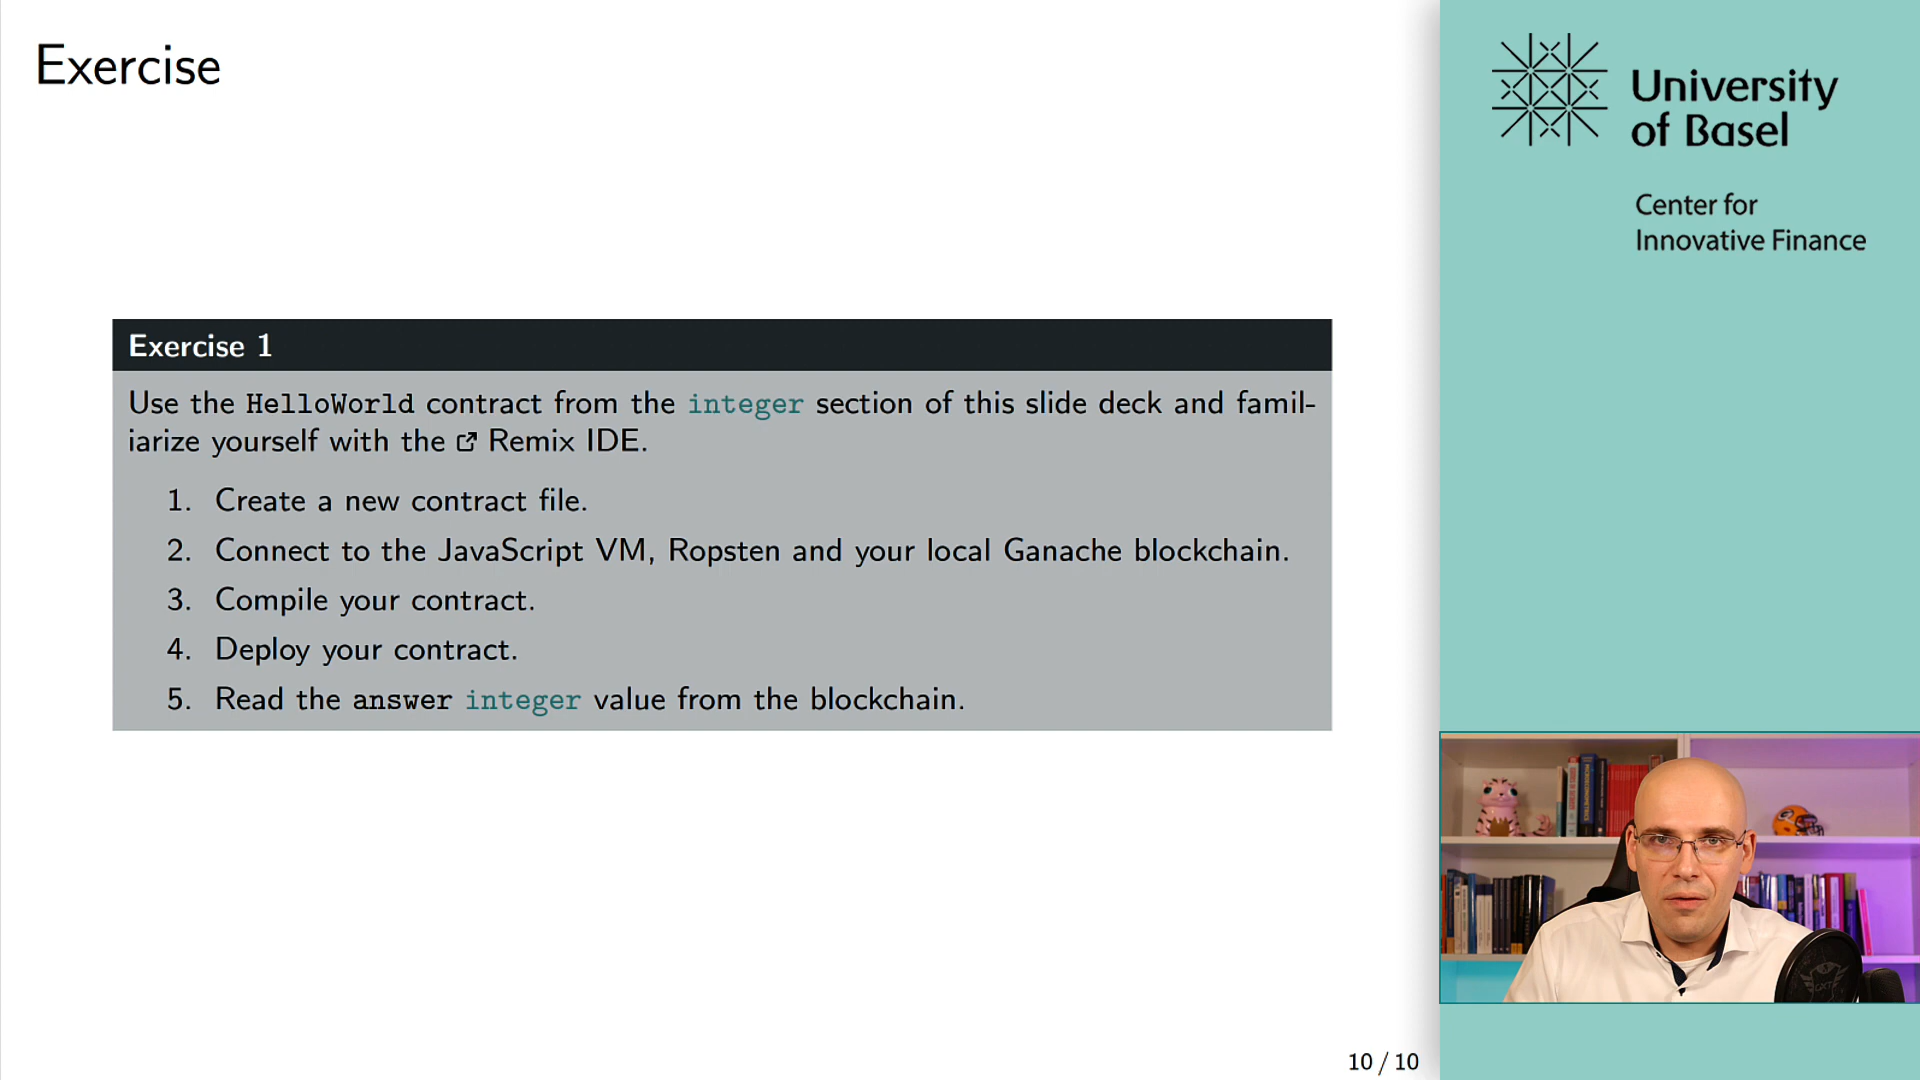 Exercise
University
of Basel
Center for
Innovative Finance
Exercise 1
Use the HelloWorld contract from the integer section of this slide deck and famil-
iarize yourself with the Remix IDE.
1. Create a new contract file.
2. Connect to the JavaScript VM, Ropsten and your local Ganache blockchain.
3. Compile your contract.
4. Deploy your contract.
5. Read the answer integer value from the blockchain.
10 / 10